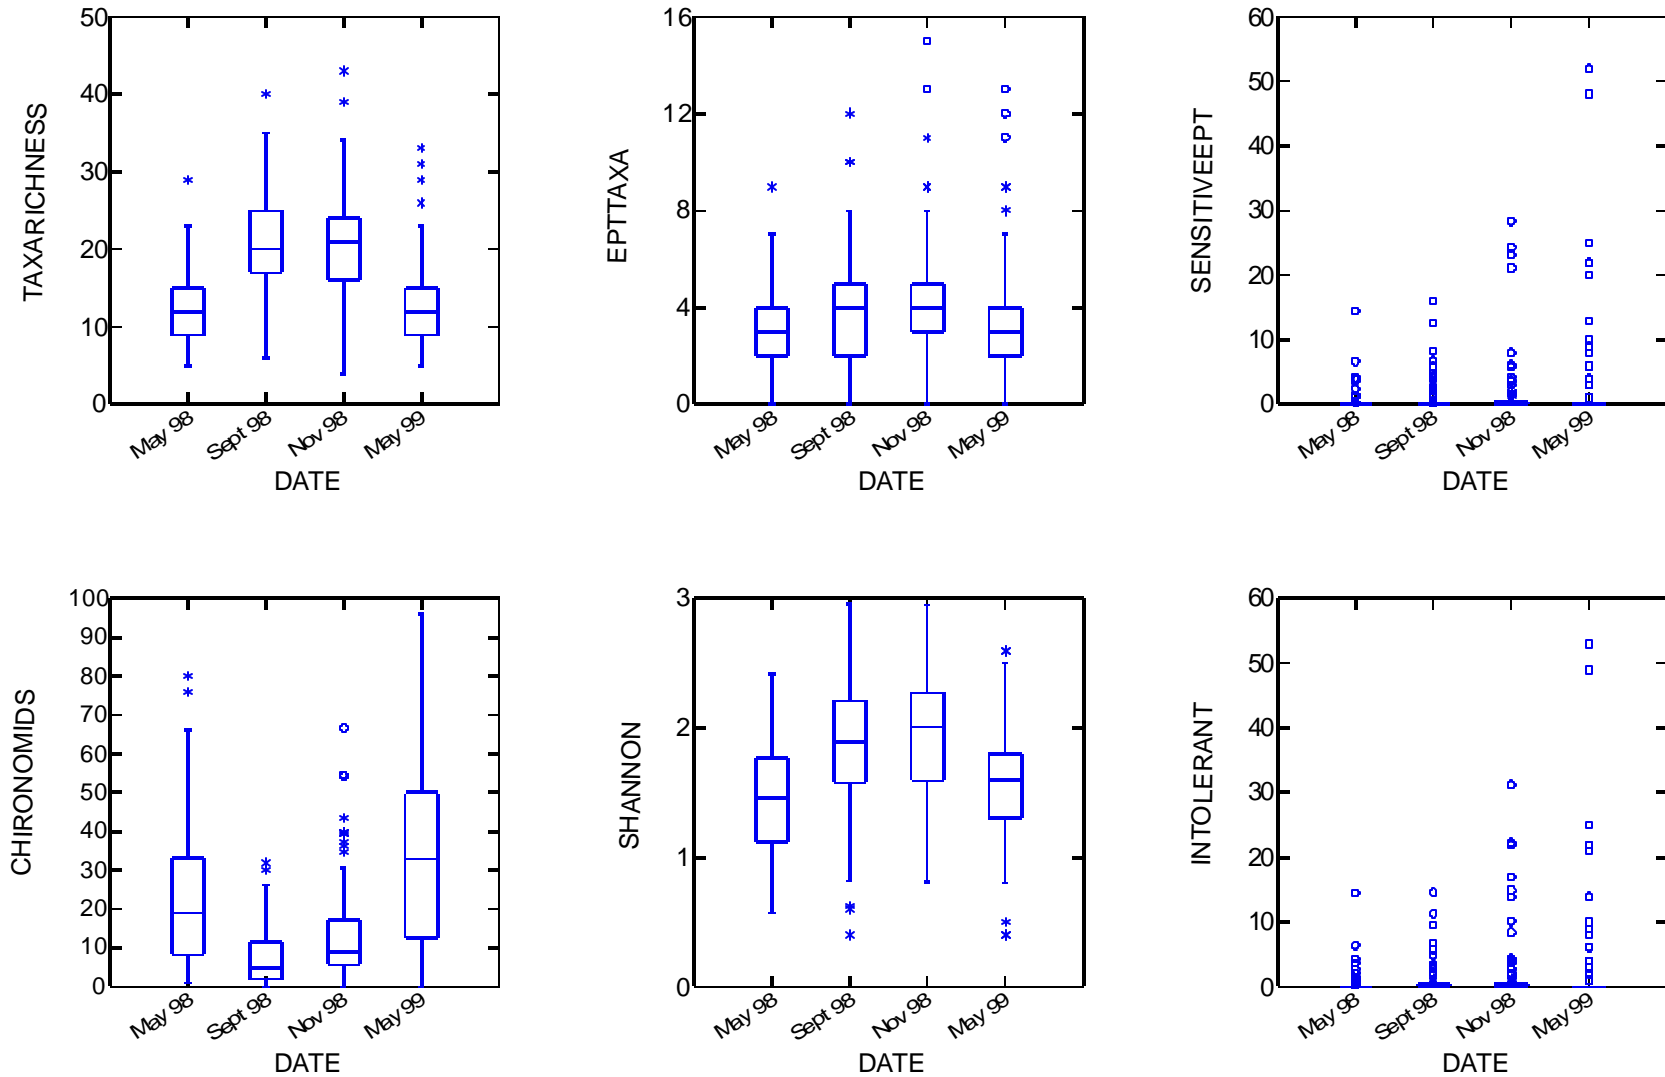 TAXARICHNESS
50
40
30
20
10
0
May 98
Sept 98
Nov 98
May 99
DATE
EPTTAXA
16
12
8
4
0
May 98
Sept 98
Nov 98
May 99
DATE
SENSITIVEEPT
60
50
40
30
20
10
0
May 98
Sept 98
Nov 98
May 99
DATE
CHIRONOMIDS
100
90
80
70
60
50
40
30
20
10
0
May 98
Sept 98
Nov 98
May 99
DATE
SHANNON
3
2
1
0
May 98
Sept 98
Nov 98
May 99
DATE
INTOLERANT
60
50
40
30
20
10
0
May 98
Sept 98
Nov 98
May 99
DATE